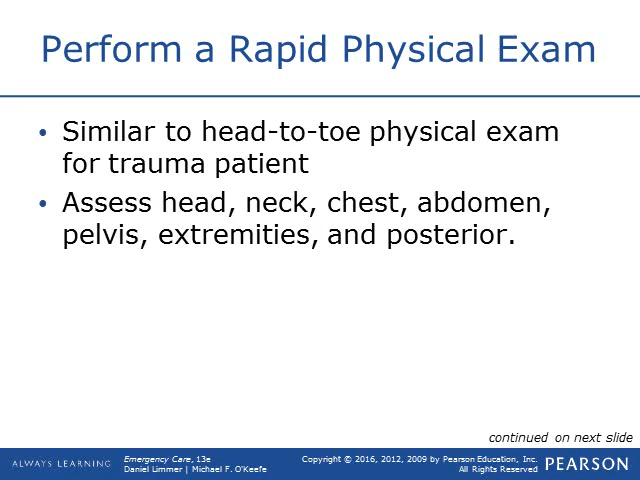 Perform a Rapid Physical Exam
• Similar to head-to-toe physical exam
for trauma patient
• Assess head, neck, chest, abdomen,
pelvis, extremities, and posterior.
continued on next slide
ALWAYS LEARNING
Emergency Care, 13e
Daniel Limmer | Michael F. O'Keefe
Copyright © 2016, 2012, 2009 by Pearson Education, Inc.
All Rights Reserved
PEARSON